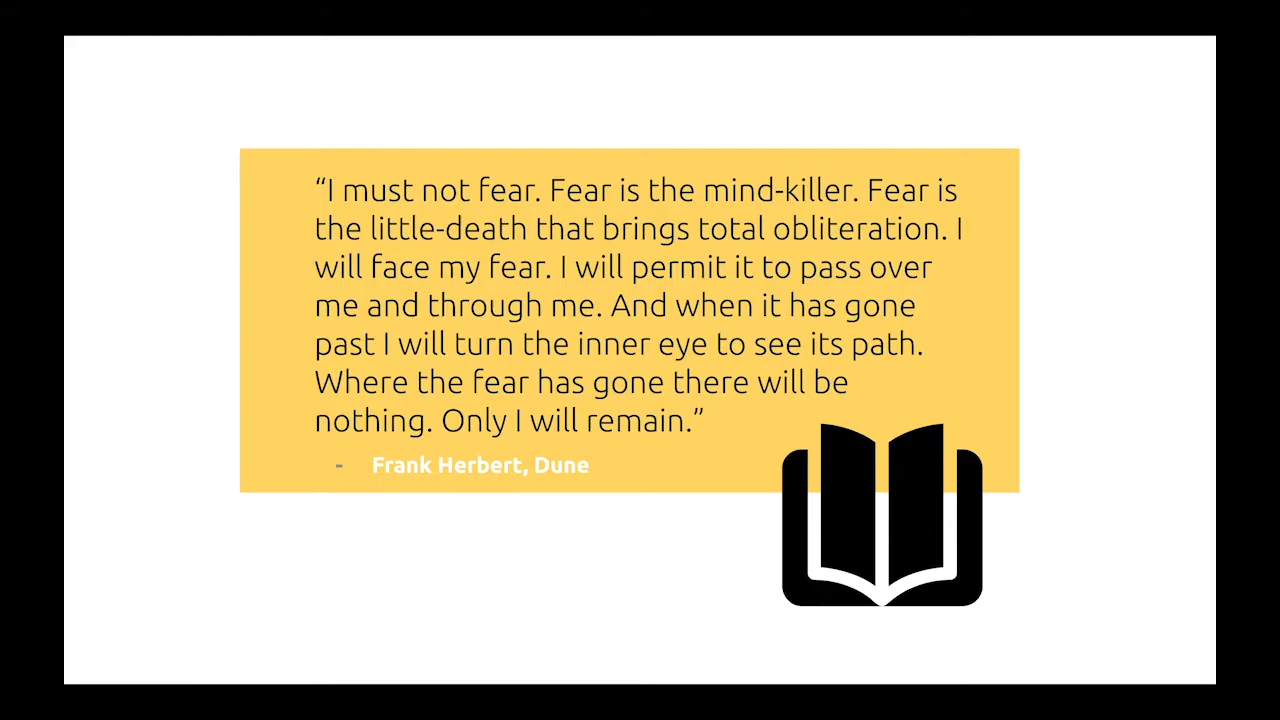 “I must not fear. Fear is the mind-killer. Fear is
the little-death that brings total obliteration. I
will face my fear. I will permit it to pass over
me and through me. And when it has gone
past I will turn the inner eye to see its path.
Where the fear has gone there will be
nothing. Only I will remain.”
- Frank Herbert, Dune